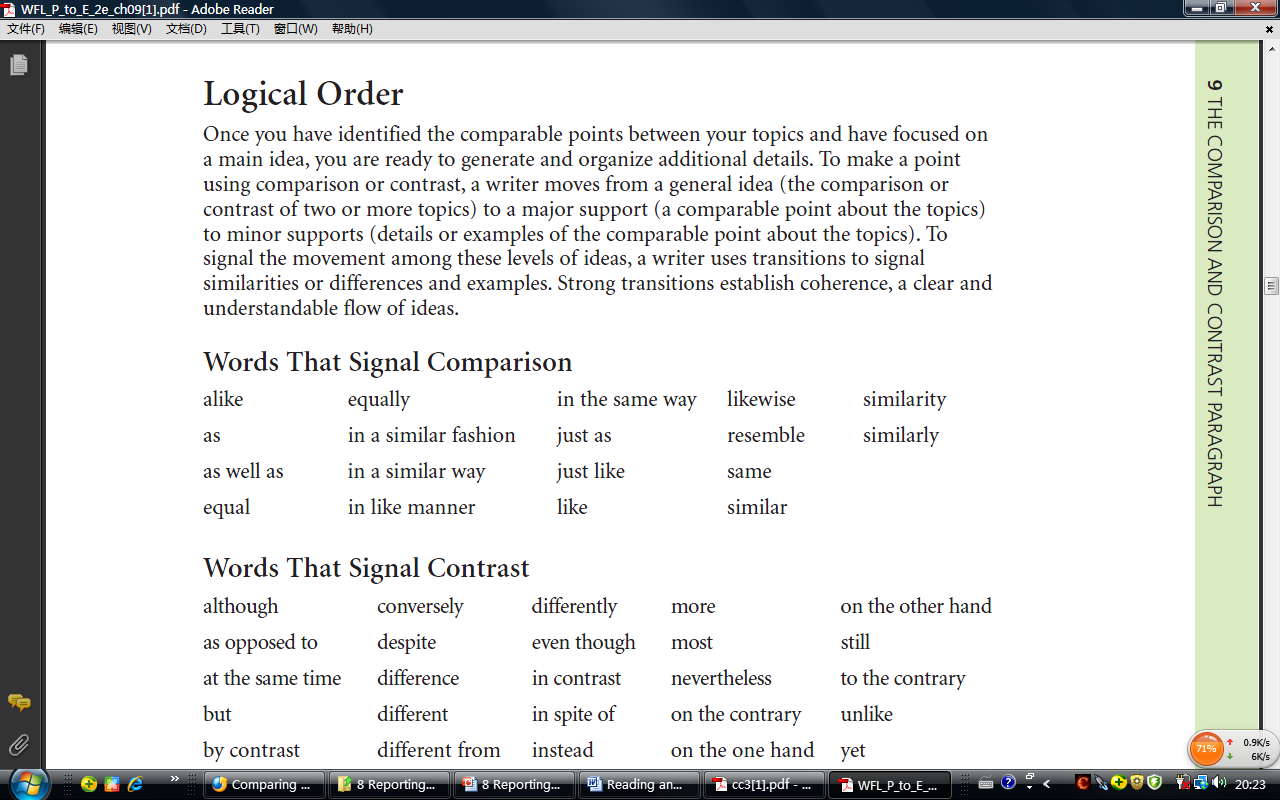 WFL_P_to_E_2e_ch09[1].pdf - Adobe Reader
文件(F) 编辑(E) 视图(V) 文档(D) 工具(T) 窗口(W) 帮助(H)
Logical Order
Once you have identified the comparable points between your topics and have focused on
a main idea, you are ready to generate and organize additional details. To make a point
using comparison or contrast, a writer moves from a general idea (the comparison or
contrast of two or more topics) to a major support (a comparable point about the topics)
to minor supports (details or examples of the comparable point about the topics). To
signal the movement among these levels of ideas, a writer uses transitions to signal
similarities or differences and examples. Strong transitions establish coherence, a clear and
understandable flow of ideas.
Words That Signal Comparison
alike equally in the same way likewise similarity
as in a similar fashion just as resemble similarly
as well as in a similar way just like same
equal in like manner like similar
Words That Signal Contrast
although conversely differently more on the other hand
as opposed to despite even though most still
at the same time difference in contrast nevertheless to the contrary
but different in spite of on the contrary unlike
by contrast different from instead on the one hand yet
9 THE COMPARISON AND CONTRAST PARAGRAPH
71%
0.9K/s
6K/s
Comparing ... 8 Reporting... 8 Reporting... Reading an... cc3[1].pdf - ... WFL_P_to_E_... 20:23